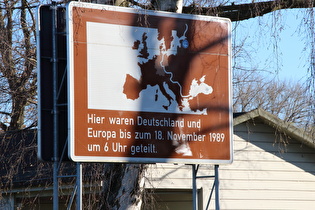 Hier waren Deutschland und
Europa bis zum 18. November 1989
um 6 Uhr geteilt.